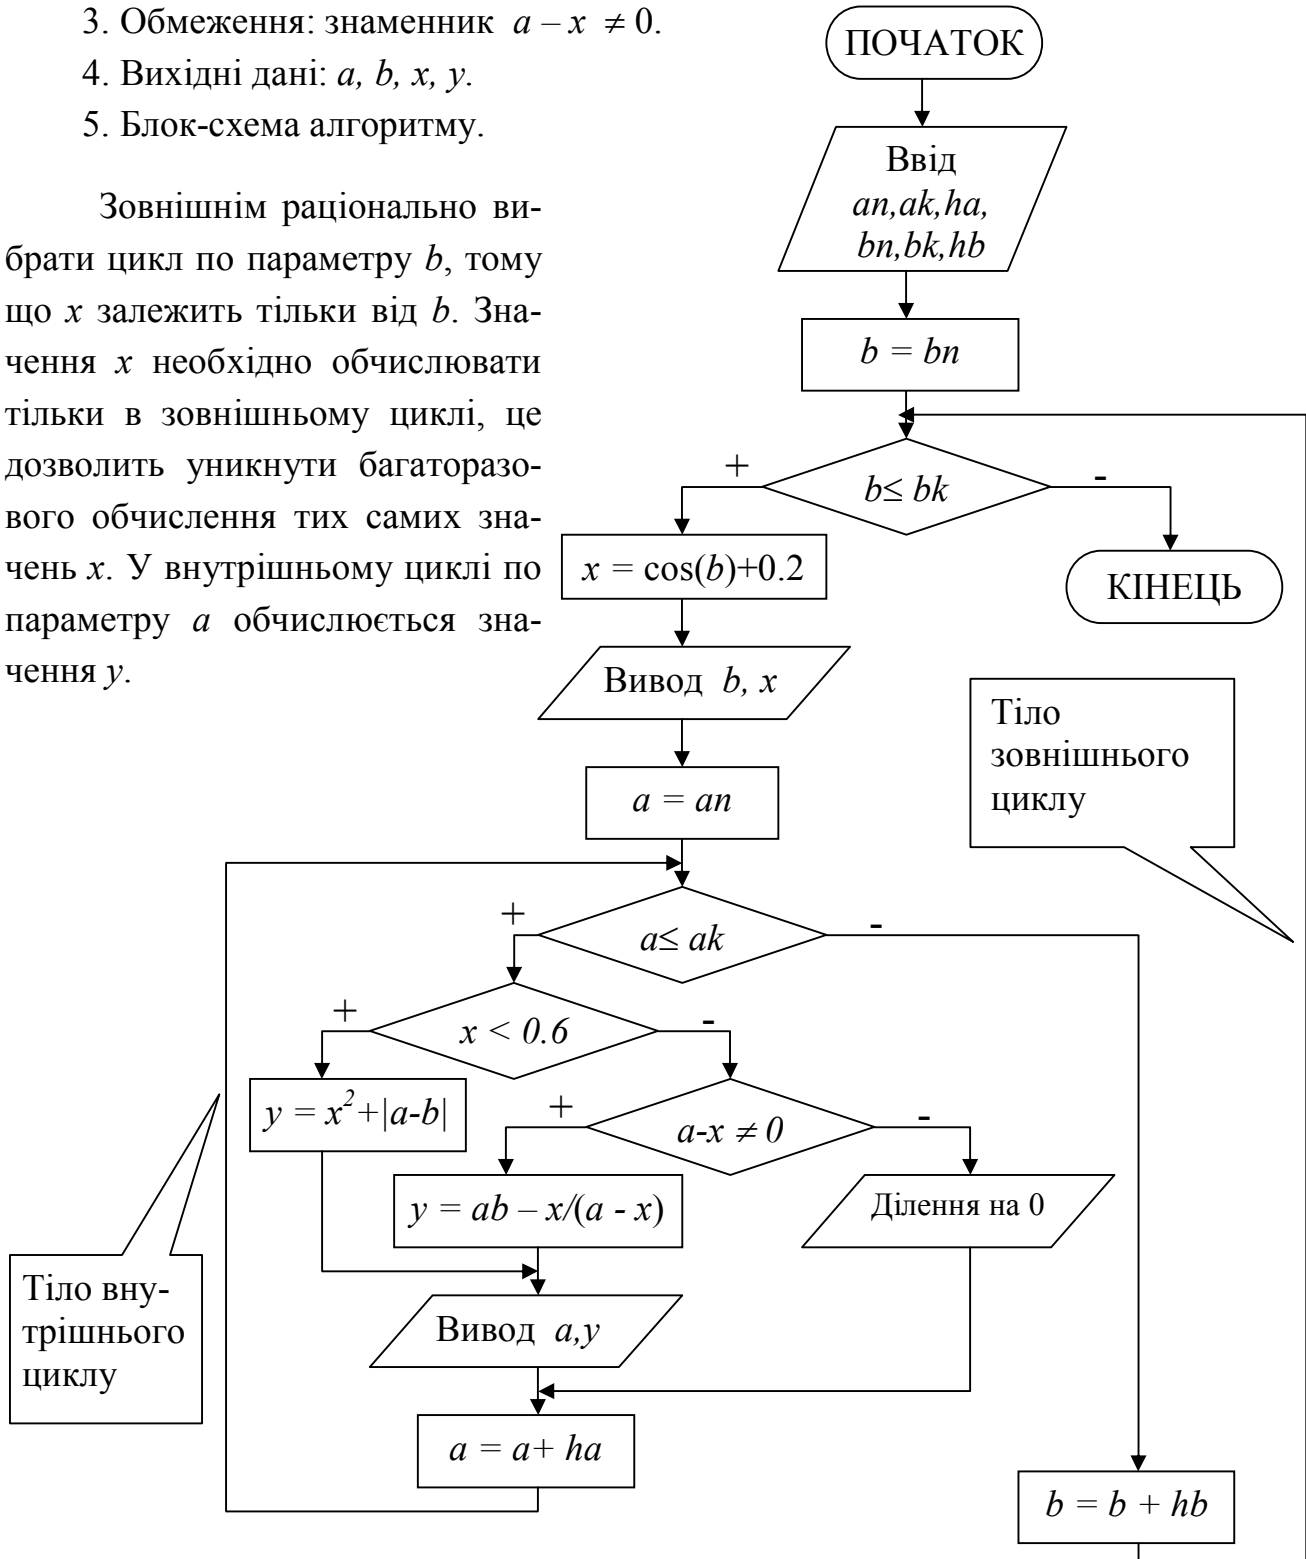 3. Обмеження: знаменник a – x ≠ 0.
4. Вихідні дані: a, b, x, y.
5. Блок-схема алгоритму.
Зовнішнім раціонально ви-
брати цикл по параметру b, тому
що x залежить тільки від b. Зна-
чення x необхідно обчислювати
тільки в зовнішньому циклі, це
дозволить уникнути багаторазо-
вого обчислення тих самих зна-
чень x. У внутрішньому циклі по
параметру a обчислюється зна-
чення y.
ПОЧАТОК
Ввід
an,ak,ha,
bn,bk,hb
b = bn
b≤ bk
+
-
x = cos(b)+0.2
КІНЕЦЬ
Вивод b, x
Тіло
зовнішнього
циклу
a = an
a≤ ak
+
-
x < 0.6
+
-
y = x²+|a-b|
a-x ≠ 0
+
-
y = ab – x/(a - x)
Ділення на 0
Тіло вну-
трішнього
циклу
Вивод a,y
a = a+ ha
b = b + hb